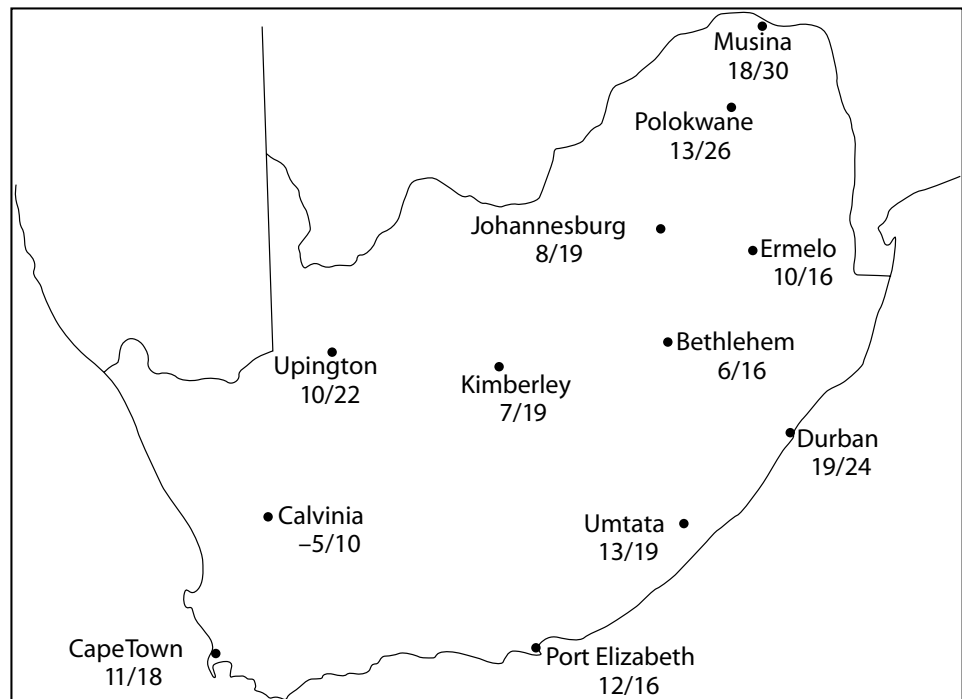 Musina
18/30
Polokwane
13/26
Johannesburg
8/19
Ermelo
10/16
Bethlehem
6/16
Upington
10/22
Kimberley
7/19
Durban
19/24
Calvinia
–5/10
Umtata
13/19
CapeTown
11/18
Port Elizabeth
12/16